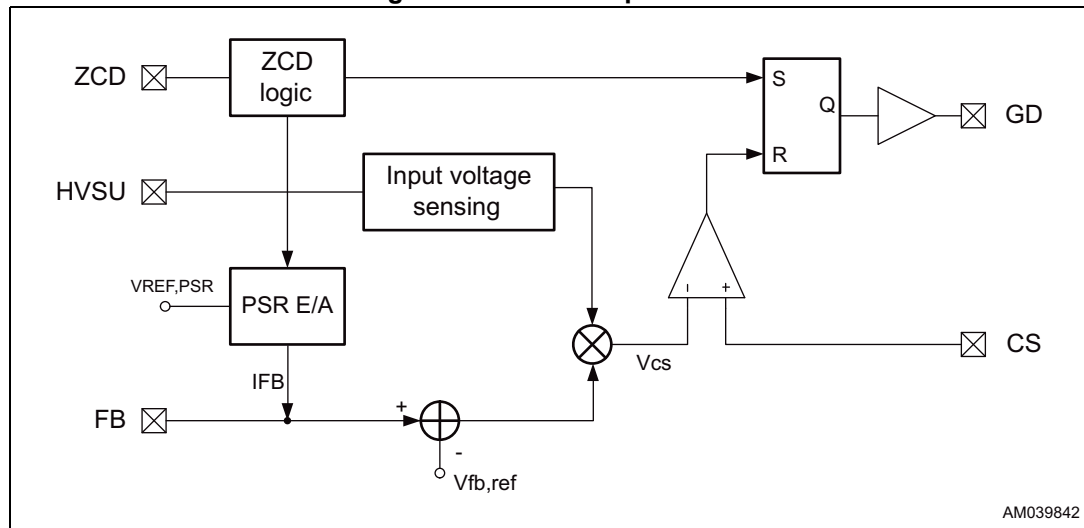 ZCD
ZCD
logic
S
Q
R
GD
HVSU
Input voltage
sensing
VREF,PSR
PSR E/A
IFB
FB
+
-
Vfb,ref
Vcs
-
+
CS
AM039842